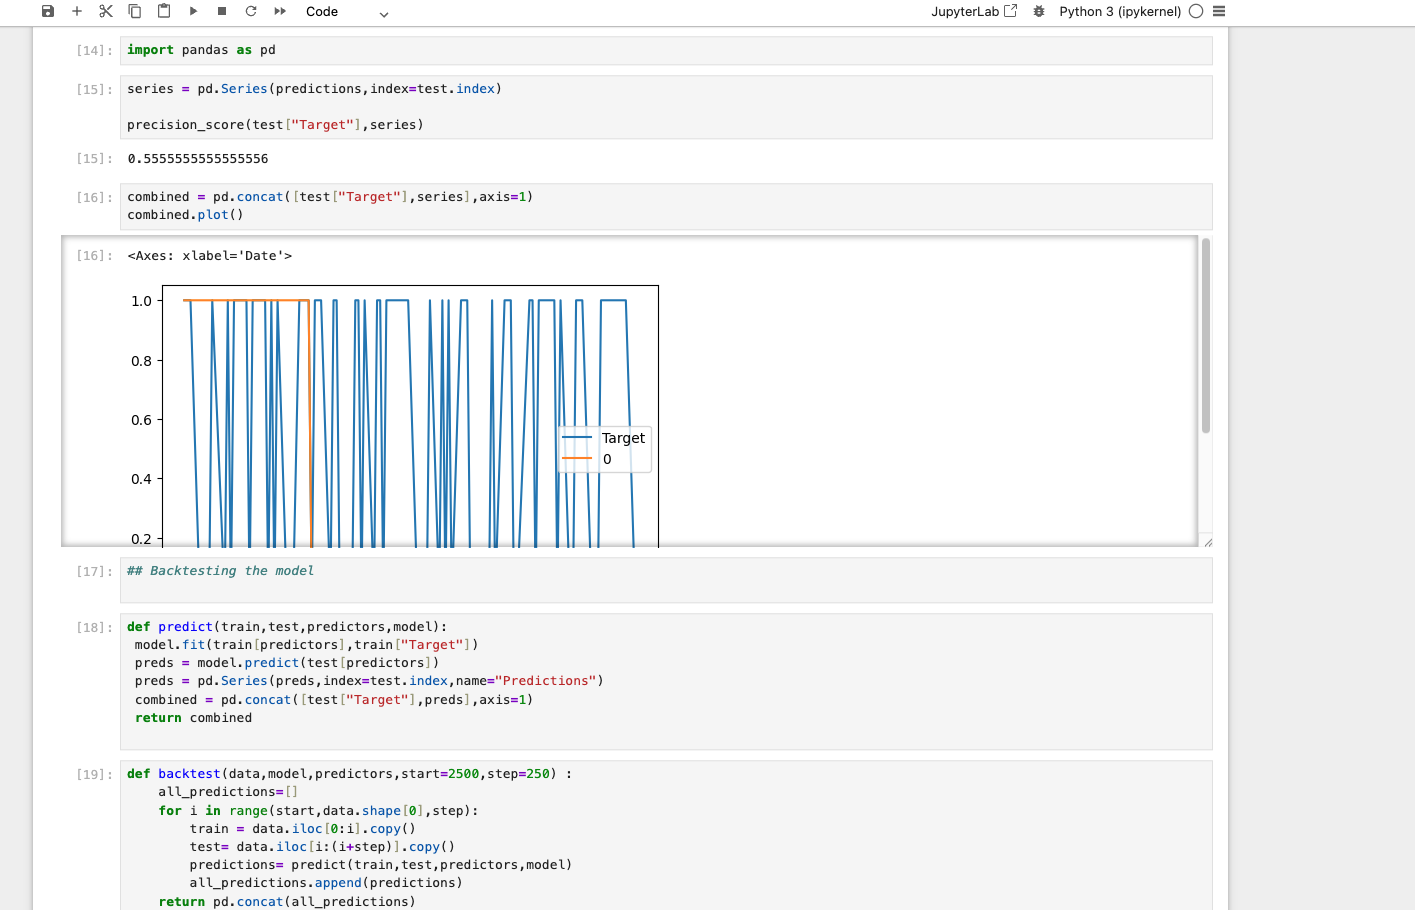 Code
JupyterLab
Python 3 (ipykernel)
[14]:
import pandas as pd
[15]:
series = pd.Series(predictions,index=test.index)
precision_score(test["Target"],series)
[15]:
0.5555555555555556
[16]:
combined = pd.concat([test["Target"],series],axis=1)
combined.plot()
[16]:
<Axes: xlabel='Date'>
1.0
0.8
0.6
0.4
0.2
Target
0
[17]:
## Backtesting the model
[18]:
def predict(train,test,predictors,model):
 model.fit(train[predictors],train["Target"])
 preds = model.predict(test[predictors])
 preds = pd.Series(preds,index=test.index,name="Predictions")
 combined = pd.concat([test["Target"],preds],axis=1)
 return combined
[19]:
def backtest(data,model,predictors,start=2500,step=250) :
    all_predictions=[]
    for i in range(start,data.shape[0],step):
        train = data.iloc[0:i].copy()
        test= data.iloc[i:(i+step)].copy()
        predictions= predict(train,test,predictors,model)
        all_predictions.append(predictions)
    return pd.concat(all_predictions)